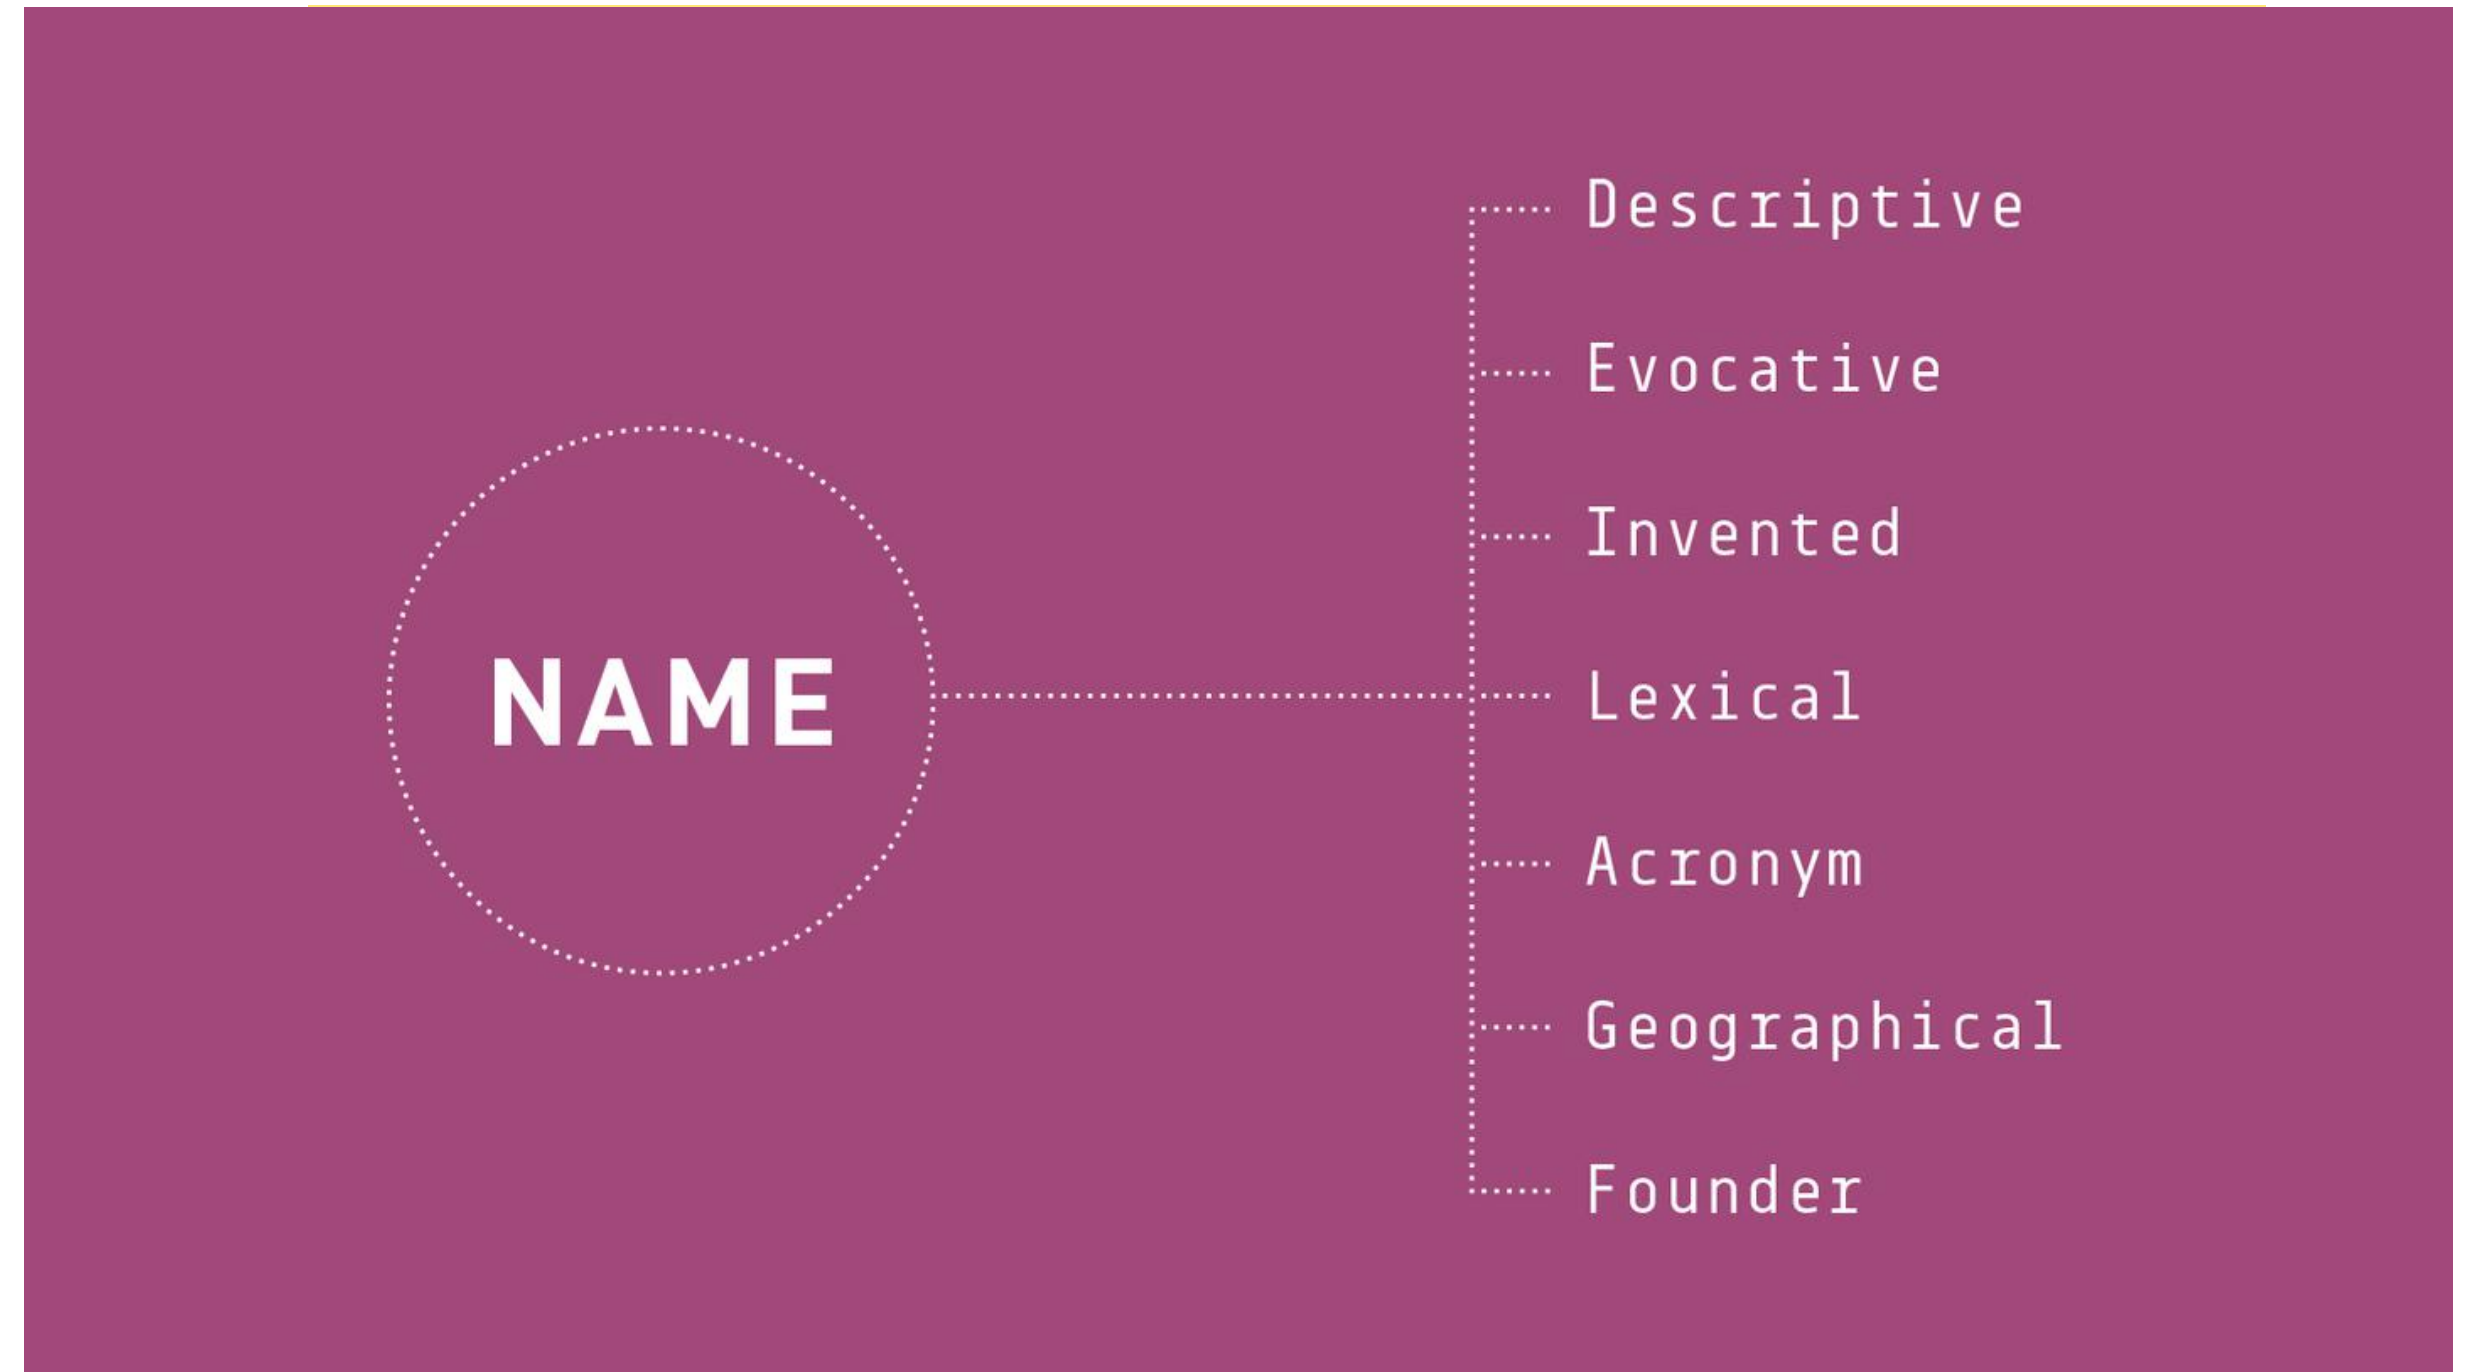 NAME
Descriptive
Evocative
Invented
Lexical
Acronym
Geographical
Founder